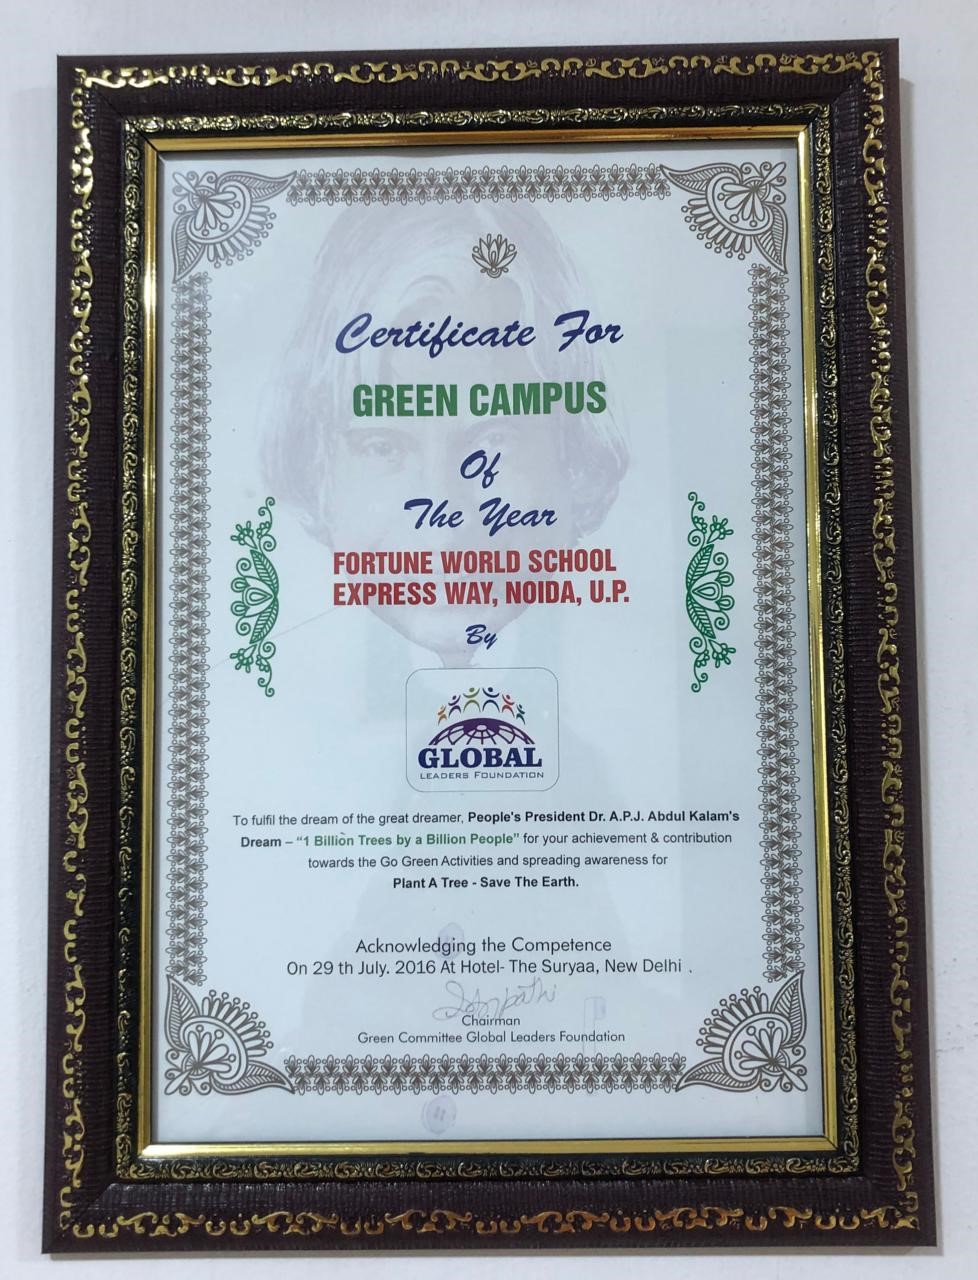 Certificate For
GREEN CAMPUS
Of
The Year
FORTUNE WORLD SCHOOL
EXPRESS WAY, NOIDA, U.P.
By
GLOBAL
LEADERS FOUNDATION
To fulfil the dream of the great dreamer, People's President Dr. A.P.J. Abdul Kalam's
Dream – "1 Billion Trees by a Billion People" for your achievement & contribution
towards the Go Green Activities and spreading awareness for
Plant A Tree - Save The Earth.
Acknowledging the Competence
On 29 th July. 2016 At Hotel- The Suryaa, New Delhi .
Chairman
Green Committee Global Leaders Foundation